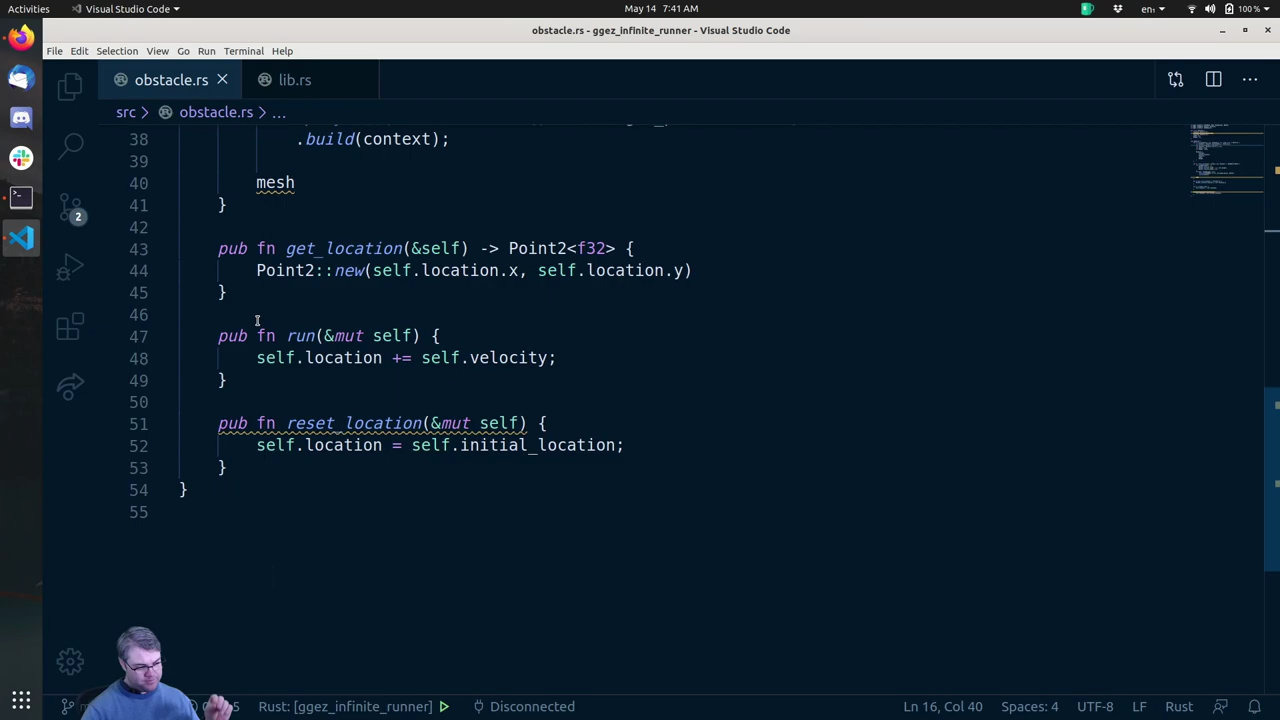 Activities Visual Studio Code May 14 7:41 AM en 100 %
obstacle.rs - ggez_infinite_runner - Visual Studio Code
File Edit Selection View Go Run Terminal Help
obstacle.rs lib.rs
src > obstacle.rs > ...
38 .build(context);
39
40 mesh
41 }
42
43 pub fn get_location(&self) -> Point2<f32> {
44 Point2::new(self.location.x, self.location.y)
45 }
46
47 pub fn run(&mut self) {
48 self.location += self.velocity;
49 }
50
51 pub fn reset_location(&mut self) {
52 self.location = self.initial_location;
53 }
54 }
55
2
Rust: [ggez_infinite_runner] Disconnected Ln 16, Col 40 Spaces: 4 UTF-8 LF Rust